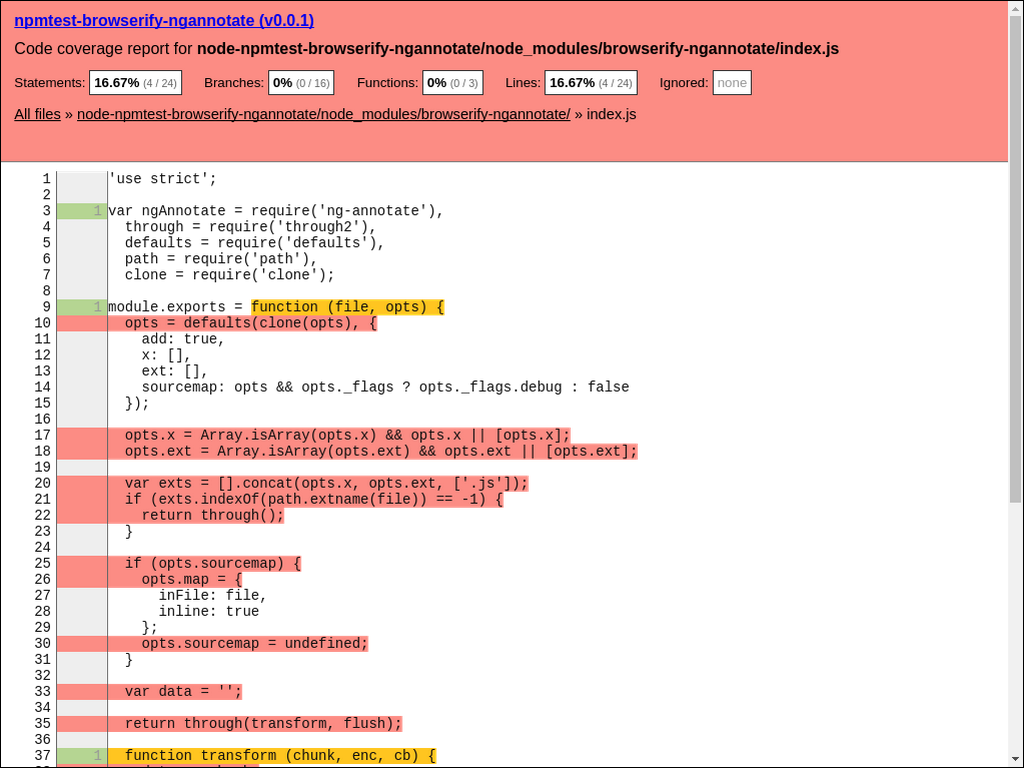 npmtest-browserify-ngannotate (v0.0.1)
Code coverage report for node-npmtest-browserify-ngannotate/node_modules/browserify-ngannotate/index.js
Statements: 16.67% (4 / 24) Branches: 0% (0 / 16) Functions: 0% (0 / 3) Lines: 16.67% (4 / 24) Ignored: none
All files » node-npmtest-browserify-ngannotate/node_modules/browserify-ngannotate/ » index.js
1 'use strict';
2
3 1 var ngAnnotate = require('ng-annotate'),
4 through = require('through2'),
5 defaults = require('defaults'),
6 path = require('path'),
7 clone = require('clone');
8
9 1 module.exports = function (file, opts) {
10 opts = defaults(clone(opts), {
11 add: true,
12 x: [],
13 ext: [],
14 sourcemap: opts && opts._flags ? opts._flags.debug : false
15 });
16
17 opts.x = Array.isArray(opts.x) && opts.x || [opts.x];
18 opts.ext = Array.isArray(opts.ext) && opts.ext || [opts.ext];
19
20 var exts = [].concat(opts.x, opts.ext, ['.js']);
21 if (exts.indexOf(path.extname(file)) == -1) {
22 return through();
23 }
24
25 if (opts.sourcemap) {
26 opts.map = {
27 inFile: file,
28 inline: true
29 };
30 opts.sourcemap = undefined;
31 }
32
33 var data = '';
34
35 return through(transform, flush);
36
37 1 function transform (chunk, enc, cb) {